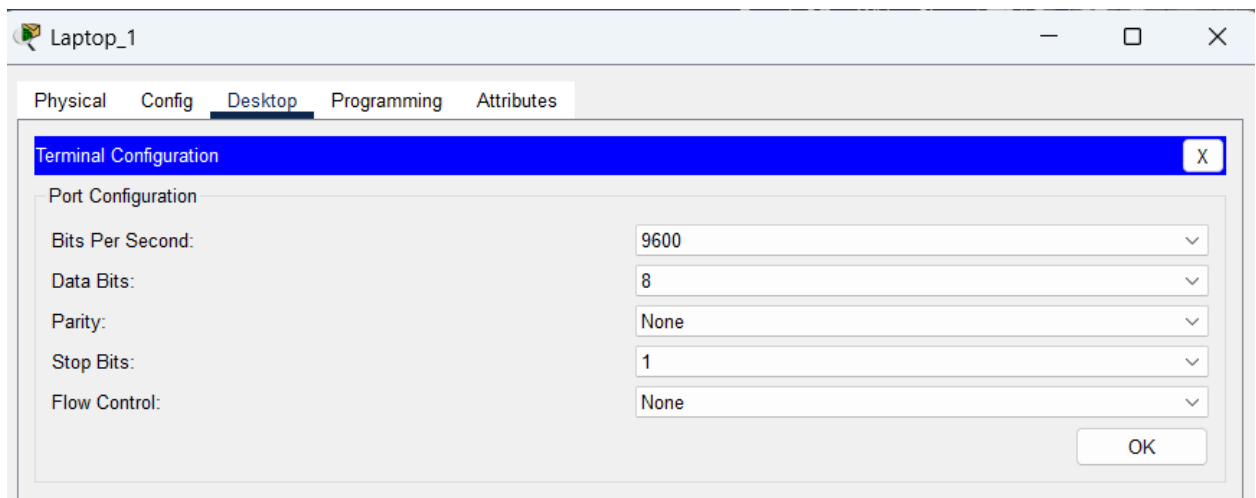 Laptop_1
Physical Config Desktop Programming Attributes
Terminal Configuration X
Port Configuration
Bits Per Second: 9600
Data Bits: 8
Parity: None
Stop Bits: 1
Flow Control: None
OK